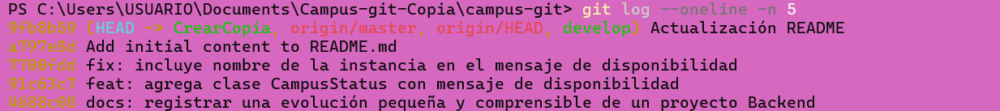 PS C:\Users\USUARIO\Documents\Campus-git-Copia\campus-git> git log --oneline -n 5
9fb8b59 (HEAD -> CrearCopia, origin/master, origin/HEAD, develop) Actualización README
a797e8d Add initial content to README.md
7700fdd fix: incluye nombre de la instancia en el mensaje de disponibilidad
91c63c7 feat: agrega clase CampusStatus con mensaje de disponibilidad
4688c08 docs: registrar una evolución pequeña y comprensible de un proyecto Backend